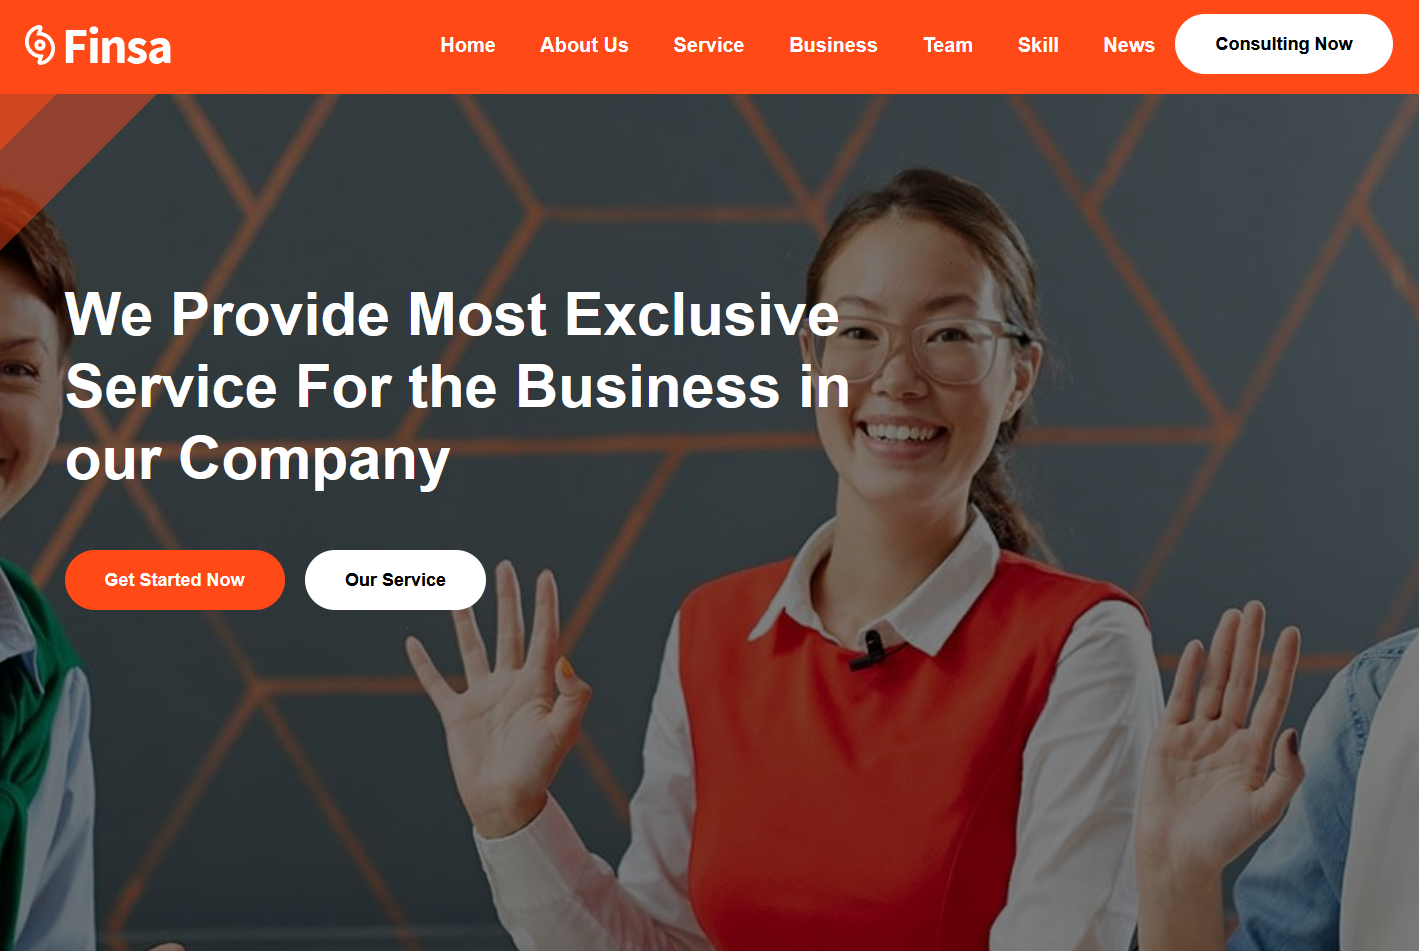 Finsa
Home About Us Service Business Team Skill News Consulting Now
We Provide Most Exclusive
Service For the Business in
our Company
Get Started Now Our Service